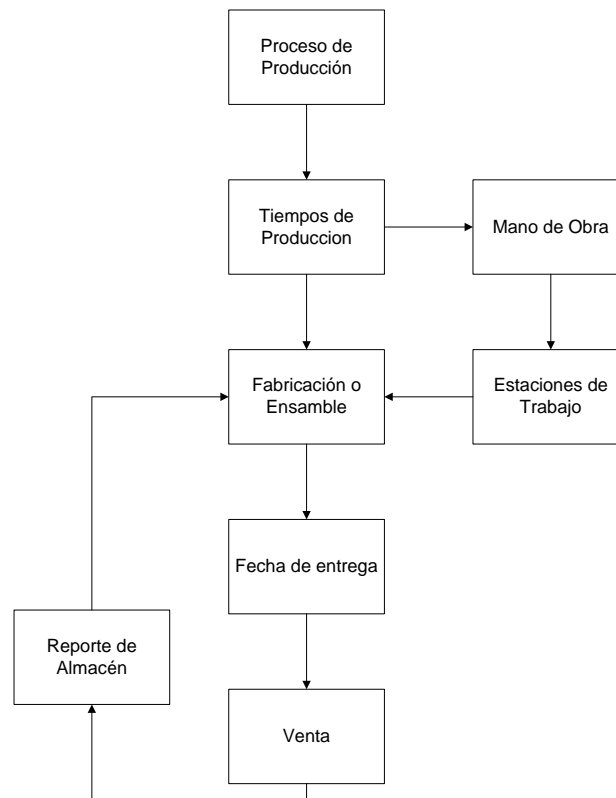 Proceso de
Producción
Tiempos de
Produccion
Mano de Obra
Fabricación o
Ensamble
Estaciones de
Trabajo
Fecha de entrega
Reporte de
Almacén
Venta